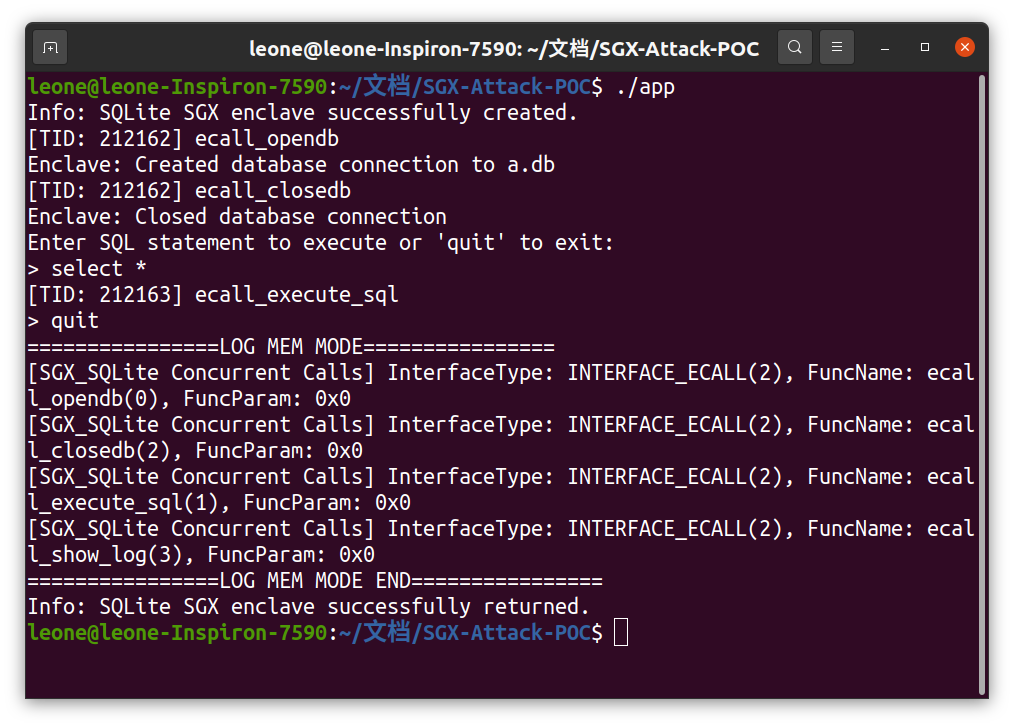 leone@leone-Inspiron-7590: ~/文档/SGX-Attack-POC
leone@leone-Inspiron-7590:~/文档/SGX-Attack-POC$ ./app
Info: SQLite SGX enclave successfully created.
[TID: 212162] ecall_opendb
Enclave: Created database connection to a.db
[TID: 212162] ecall_closedb
Enclave: Closed database connection
Enter SQL statement to execute or 'quit' to exit:
> select *
[TID: 212163] ecall_execute_sql
> quit
================LOG MEM MODE================
[SGX_SQLite Concurrent Calls] InterfaceType: INTERFACE_ECALL(2), FuncName: ecal
l_opendb(0), FuncParam: 0x0
[SGX_SQLite Concurrent Calls] InterfaceType: INTERFACE_ECALL(2), FuncName: ecal
l_closedb(2), FuncParam: 0x0
[SGX_SQLite Concurrent Calls] InterfaceType: INTERFACE_ECALL(2), FuncName: ecal
l_execute_sql(1), FuncParam: 0x0
[SGX_SQLite Concurrent Calls] InterfaceType: INTERFACE_ECALL(2), FuncName: ecal
l_show_log(3), FuncParam: 0x0
================LOG MEM MODE END================
Info: SQLite SGX enclave successfully returned.
leone@leone-Inspiron-7590:~/文档/SGX-Attack-POC$